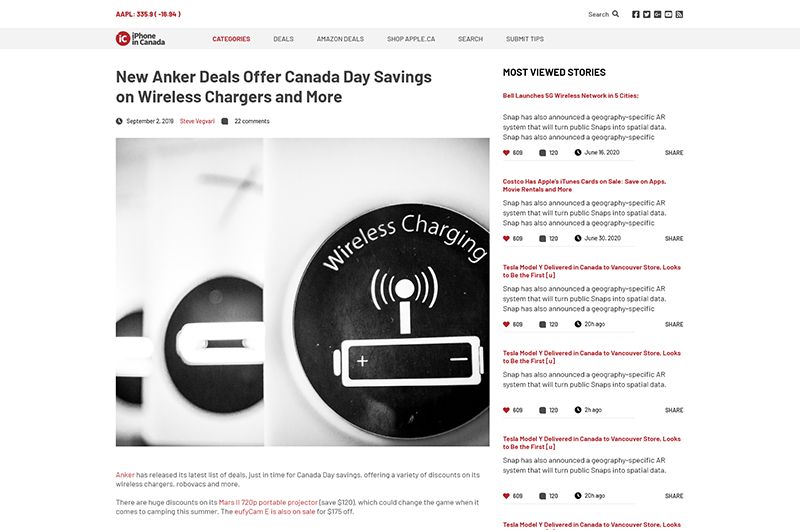 AAPL: 335.9 ( -16.94 )
Search
iC iPhone in Canada
CATEGORIES DEALS AMAZON DEALS SHOP APPLE.CA SEARCH SUBMIT TIPS
New Anker Deals Offer Canada Day Savings
on Wireless Chargers and More
September 2, 2019 Steve Vegvari 22 comments
Wireless Charging
+ −
Anker has released its latest list of deals, just in time for Canada Day savings, offering a variety of discounts on its
wireless chargers, robovacs and more.
There are huge discounts on its Mars II 720p portable projector (save $120), which could change the game when it
comes to camping this summer. The eufyCam E is also on sale for $175 off.
MOST VIEWED STORIES
Bell Launches 5G Wireless Network in 5 Cities;
Snap has also announced a geography-specific AR
system that will turn public Snaps into spatial data.
Snap has also announced a geography-specific
609 120 June 16, 2020 SHARE
Costco Has Apple's iTunes Cards on Sale: Save on Apps,
Movie Rentals and More
Snap has also announced a geography-specific AR
system that will turn public Snaps into spatial data.
Snap has also announced a geography-specific
609 120 June 30, 2020 SHARE
Tesla Model Y Delivered in Canada to Vancouver Store, Looks
to Be the First [u]
Snap has also announced a geography-specific AR
system that will turn public Snaps into spatial data.
Snap has also announced a geography-specific
609 120 20h ago SHARE
Tesla Model Y Delivered in Canada to Vancouver Store, Looks
to Be the First [u]
Snap has also announced a geography-specific AR
system that will turn public Snaps into spatial data.
609 120 2h ago SHARE
Tesla Model Y Delivered in Canada to Vancouver Store, Looks
to Be the First [u]
Snap has also announced a geography-specific AR
system that will turn public Snaps into spatial data.
609 120 20h ago SHARE
Tesla Model Y Delivered in Canada to Vancouver Store, Looks